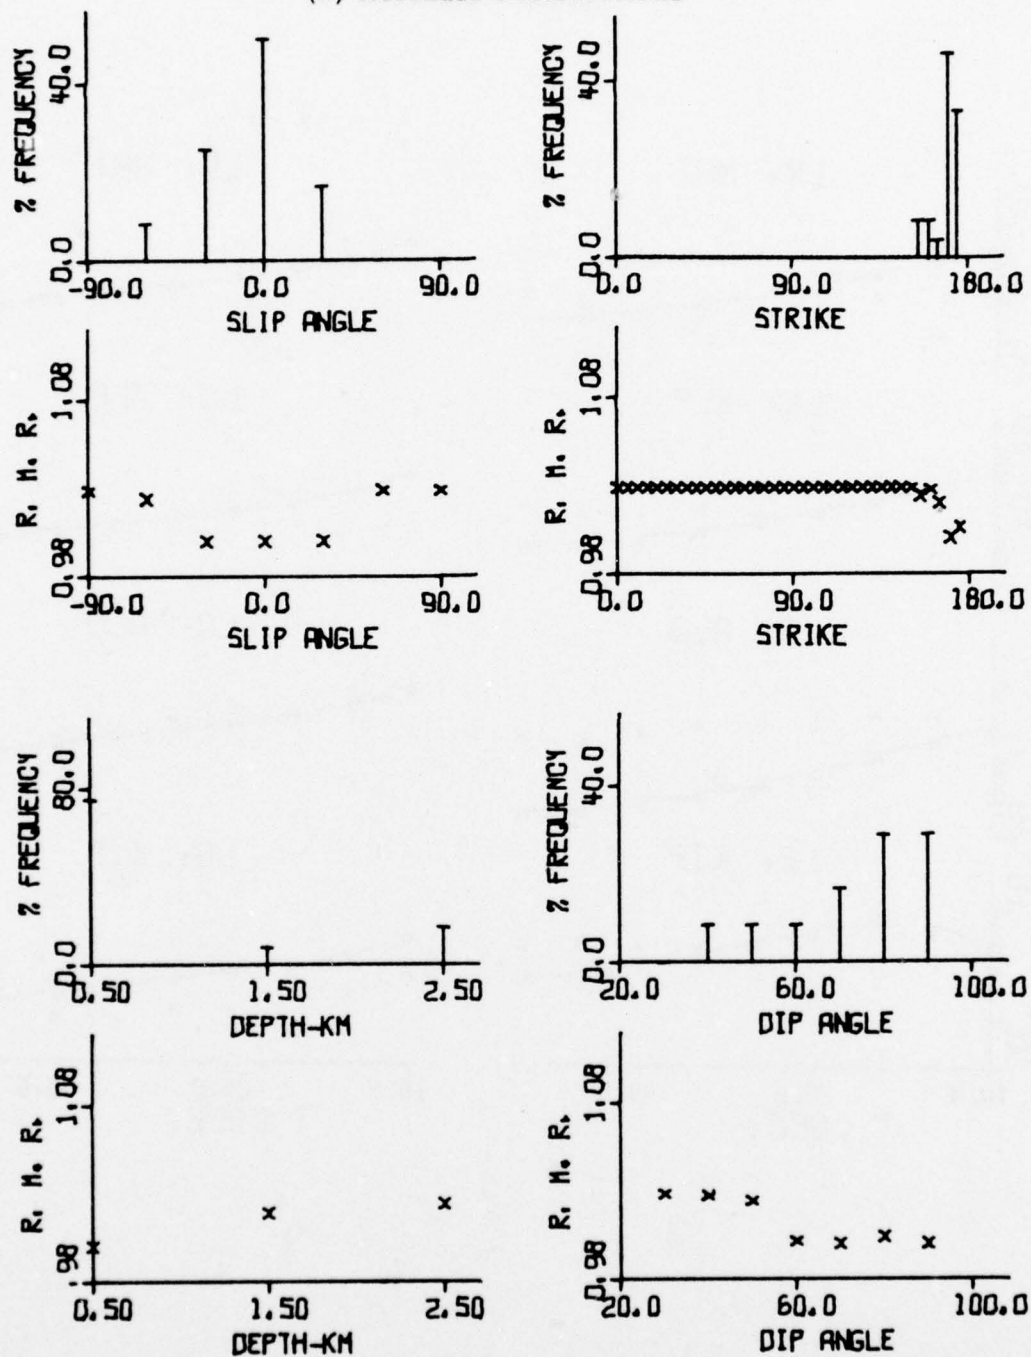 % FREQUENCY
40.0
0.0
-90.0 0.0 90.0
SLIP ANGLE
% FREQUENCY
40.0
0.0
0.0 90.0 180.0
STRIKE
R. M. R.
1.08
0.98
-90.0 0.0 90.0
SLIP ANGLE
R. M. R.
1.08
0.98
0.0 90.0 180.0
STRIKE
% FREQUENCY
80.0
0.0
0.50 1.50 2.50
DEPTH-KM
% FREQUENCY
40.0
0.0
20.0 60.0 100.0
DIP ANGLE
R. M. R.
1.08
.98
0.50 1.50 2.50
DEPTH-KM
R. M. R.
1.08
0.98
20.0 60.0 100.0
DIP ANGLE